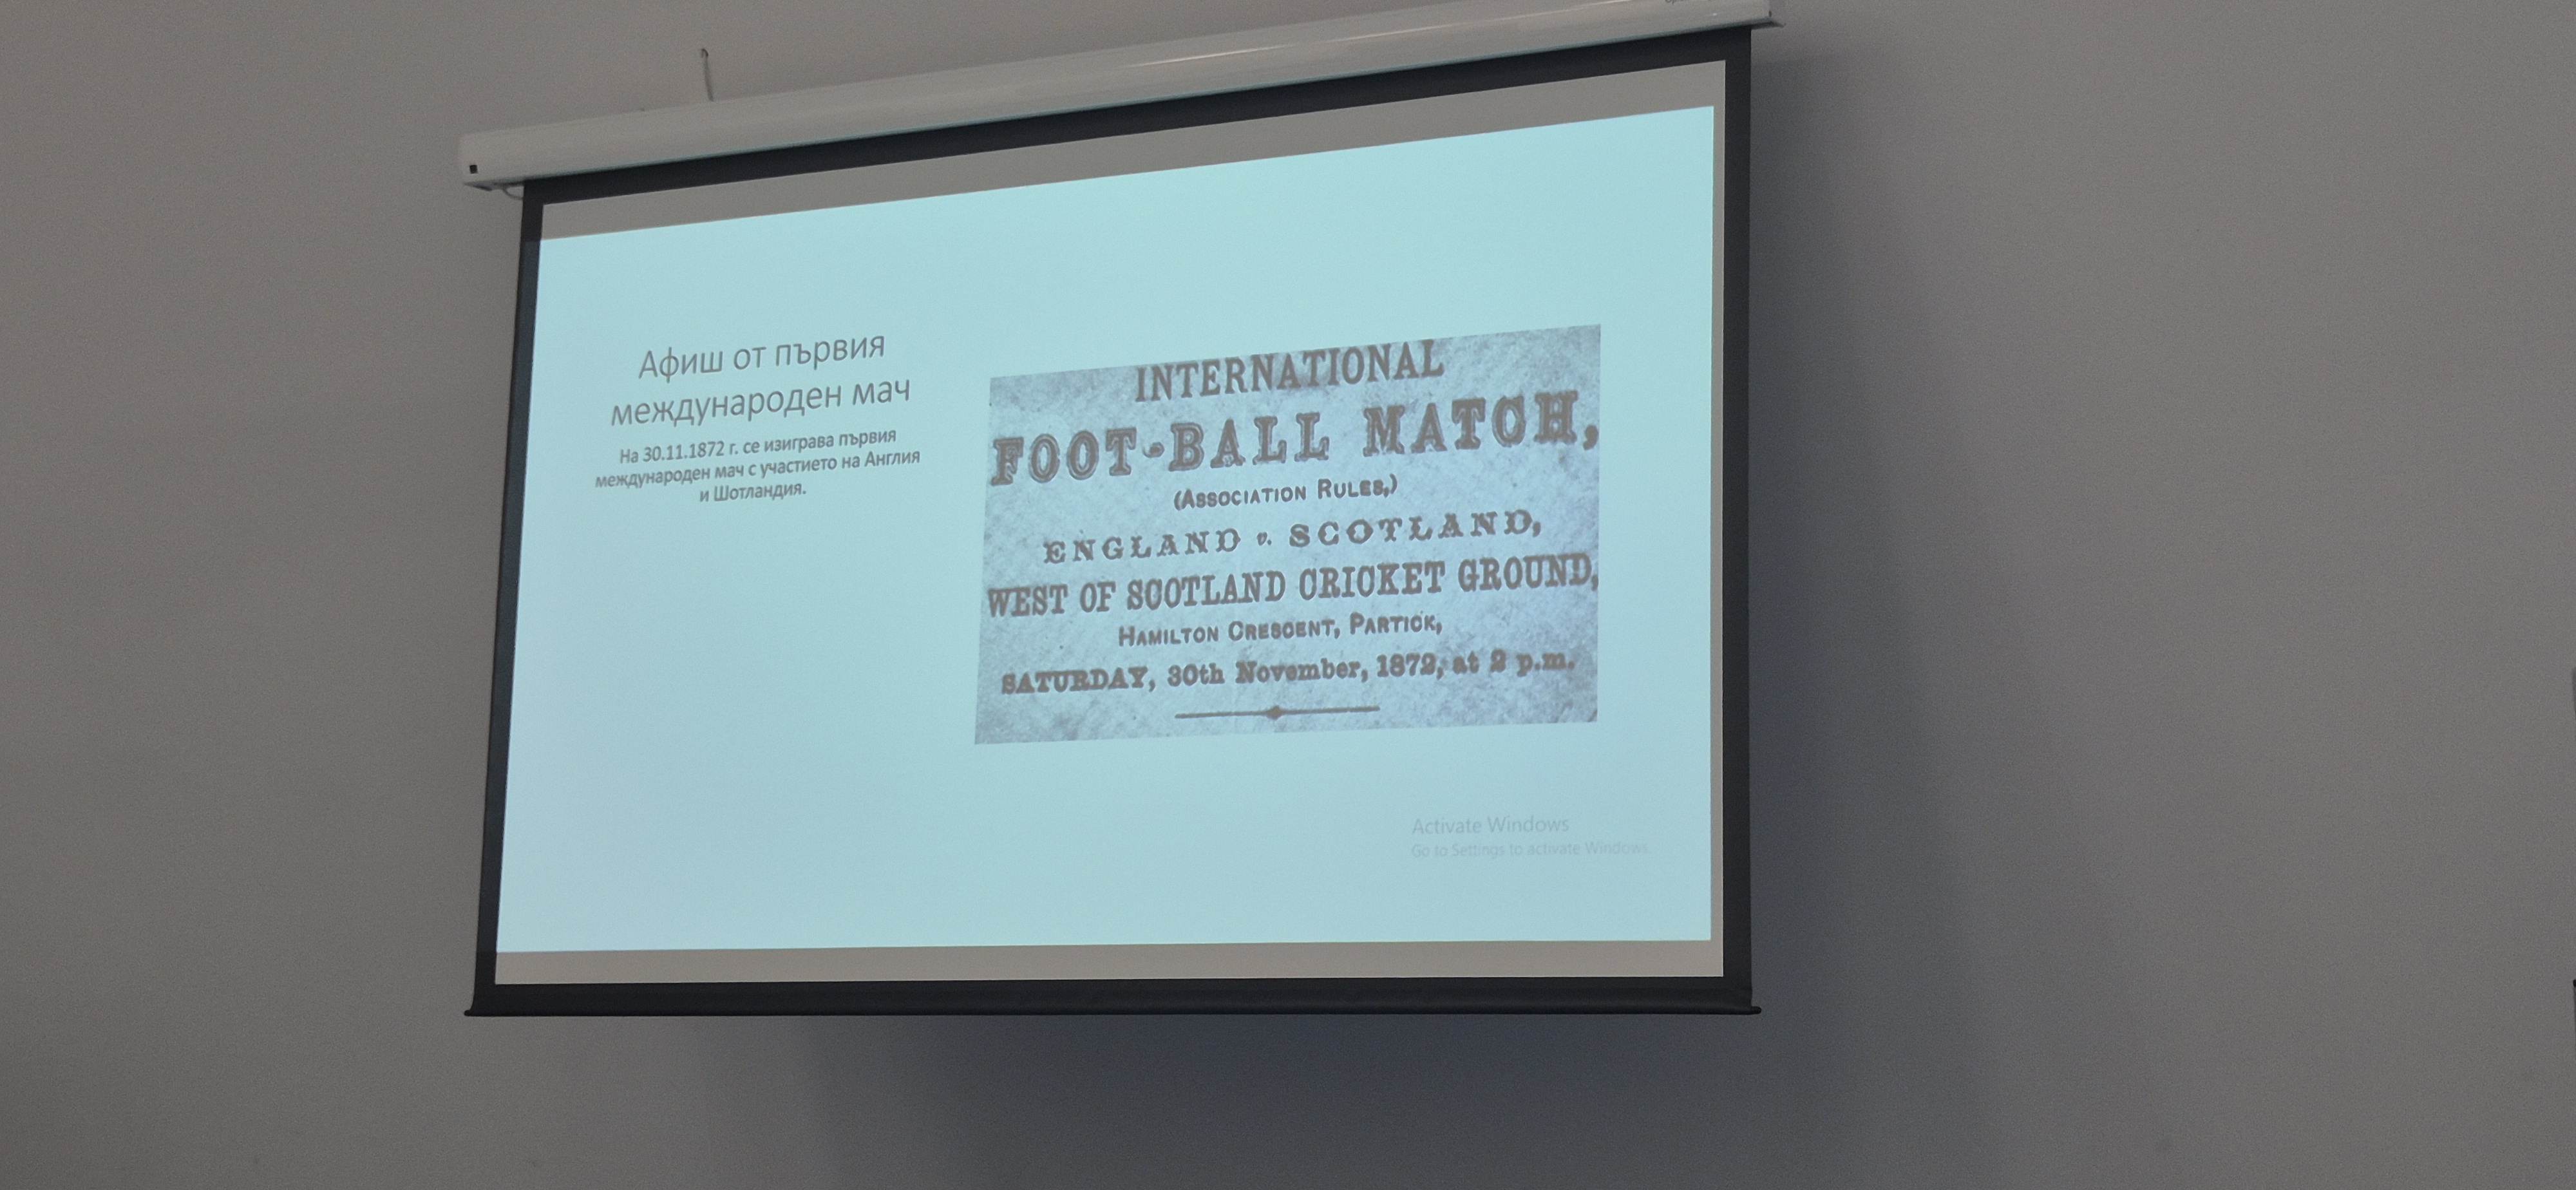 Афиш от първия
международен мач
На 30.11.1872 г. се изиграва първия
международен мач с участието на Англия
и Шотландия.
INTERNATIONAL
FOOT-BALL MATCH,
(ASSOCIATION RULES,)
ENGLAND v. SCOTLAND,
WEST OF SCOTLAND CRICKET GROUND,
HAMILTON CRESCENT, PARTICK,
SATURDAY, 30th November, 1872, at 2 p.m.
Activate Windows
Go to Settings to activate Windows.